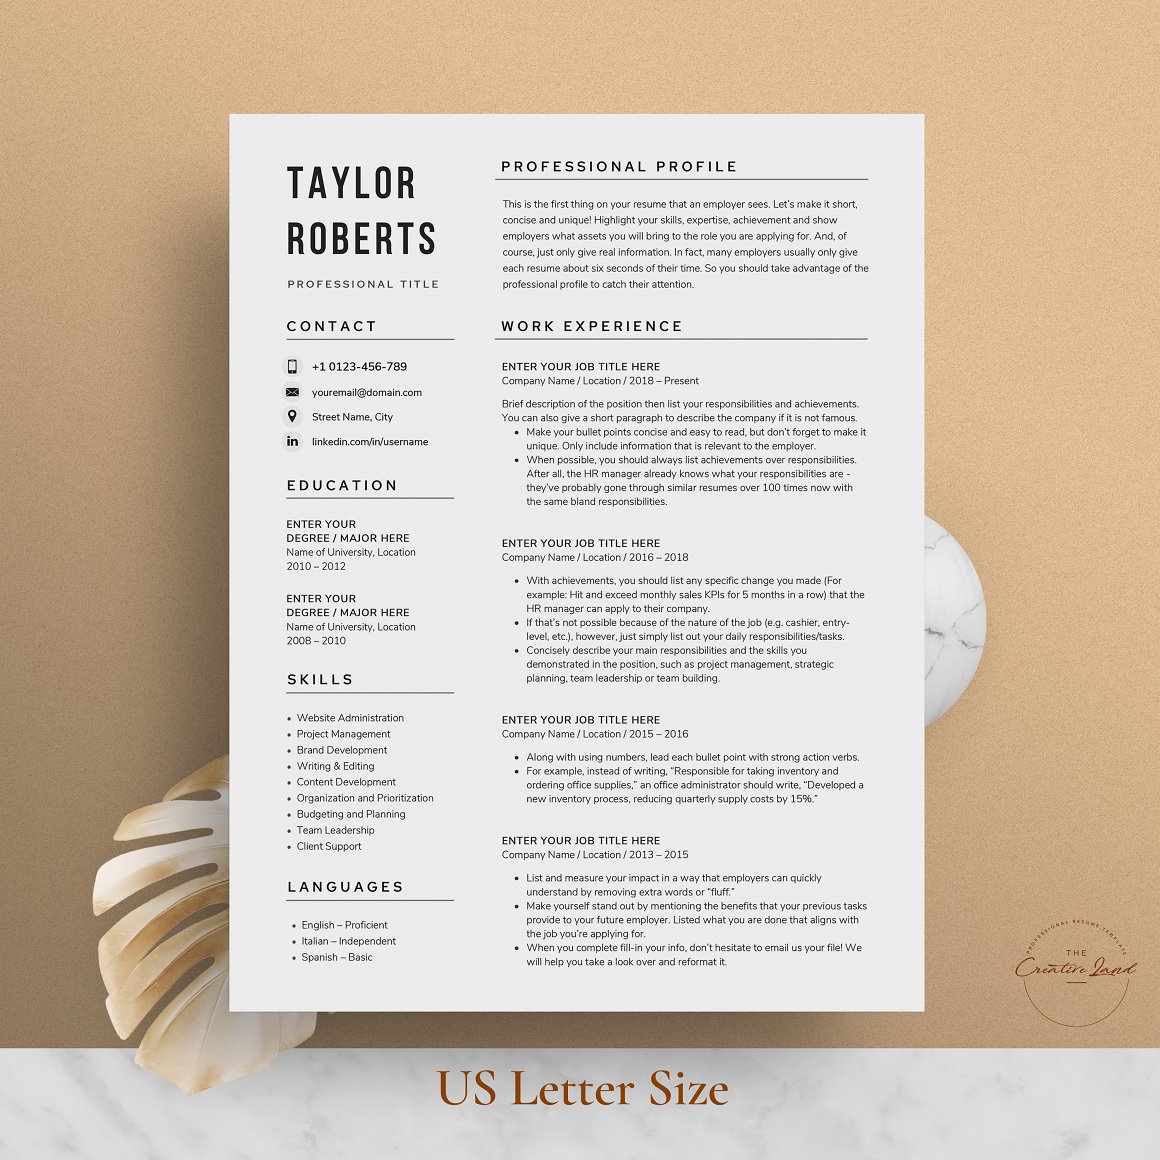 TAYLOR
ROBERTS
PROFESSIONAL TITLE
CONTACT
+1 0123-456-789
youremail@domain.com
Street Name, City
linkedin.com/in/username
EDUCATION
ENTER YOUR
DEGREE / MAJOR HERE
Name of University, Location
2010 – 2012
ENTER YOUR
DEGREE / MAJOR HERE
Name of University, Location
2008 – 2010
SKILLS
• Website Administration
• Project Management
• Brand Development
• Writing & Editing
• Content Development
• Organization and Prioritization
• Budgeting and Planning
• Team Leadership
• Client Support
LANGUAGES
• English – Proficient
• Italian – Independent
• Spanish – Basic
PROFESSIONAL PROFILE
This is the first thing on your resume that an employer sees. Let's make it short,
concise and unique! Highlight your skills, expertise, achievement and show
employers what assets you will bring to the role you are applying for. And, of
course, just only give real information. In fact, many employers usually only give
each resume about six seconds of their time. So you should take advantage of the
professional profile to catch their attention.
WORK EXPERIENCE
ENTER YOUR JOB TITLE HERE
Company Name / Location / 2018 – Present
Brief description of the position then list your responsibilities and achievements.
You can also give a short paragraph to describe the company if it is not famous.
• Make your bullet points concise and easy to read, but don't forget to make it
unique. Only include information that is relevant to the employer.
• When possible, you should always list achievements over responsibilities.
After all, the HR manager already knows what your responsibilities are -
they've probably gone through similar resumes over 100 times now with
the same bland responsibilities.
ENTER YOUR JOB TITLE HERE
Company Name / Location / 2016 – 2018
• With achievements, you should list any specific change you made (For
example: Hit and exceed monthly sales KPIs for 5 months in a row) that the
HR manager can apply to their company.
• If that's not possible because of the nature of the job (e.g. cashier, entry-
level, etc.), however, just simply list out your daily responsibilities/tasks.
• Concisely describe your main responsibilities and the skills you
demonstrated in the position, such as project management, strategic
planning, team leadership or team building.
ENTER YOUR JOB TITLE HERE
Company Name / Location / 2015 – 2016
• Along with using numbers, lead each bullet point with strong action verbs.
• For example, instead of writing, “Responsible for taking inventory and
ordering office supplies,” an office administrator should write, “Developed a
new inventory process, reducing quarterly supply costs by 15%.”
ENTER YOUR JOB TITLE HERE
Company Name / Location / 2013 – 2015
• List and measure your impact in a way that employers can quickly
understand by removing extra words or “fluff.”
• Make yourself stand out by mentioning the benefits that your previous tasks
provide to your future employer. Listed what you are done that aligns with
the job you're applying for.
• When you complete fill-in your info, don't hesitate to email us your file! We
will help you take a look over and reformat it.
PROFESSIONAL RESUME TEMPLATE
THE
Creative Land
US Letter Size